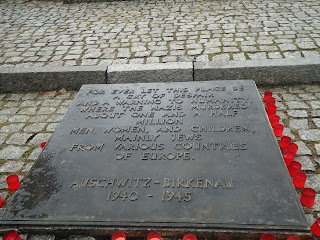 FOR EVER LET THIS PLACE BE
A CRY OF DESPAIR
AND A WARNING TO HUMANITY
WHERE THE NAZIS MURDERED
ABOUT ONE AND A HALF
MILLION
MEN, WOMEN, AND CHILDREN,
MAINLY JEWS
FROM VARIOUS COUNTRIES
OF EUROPE.
AUSCHWITZ - BIRKENAU
1940 - 1945